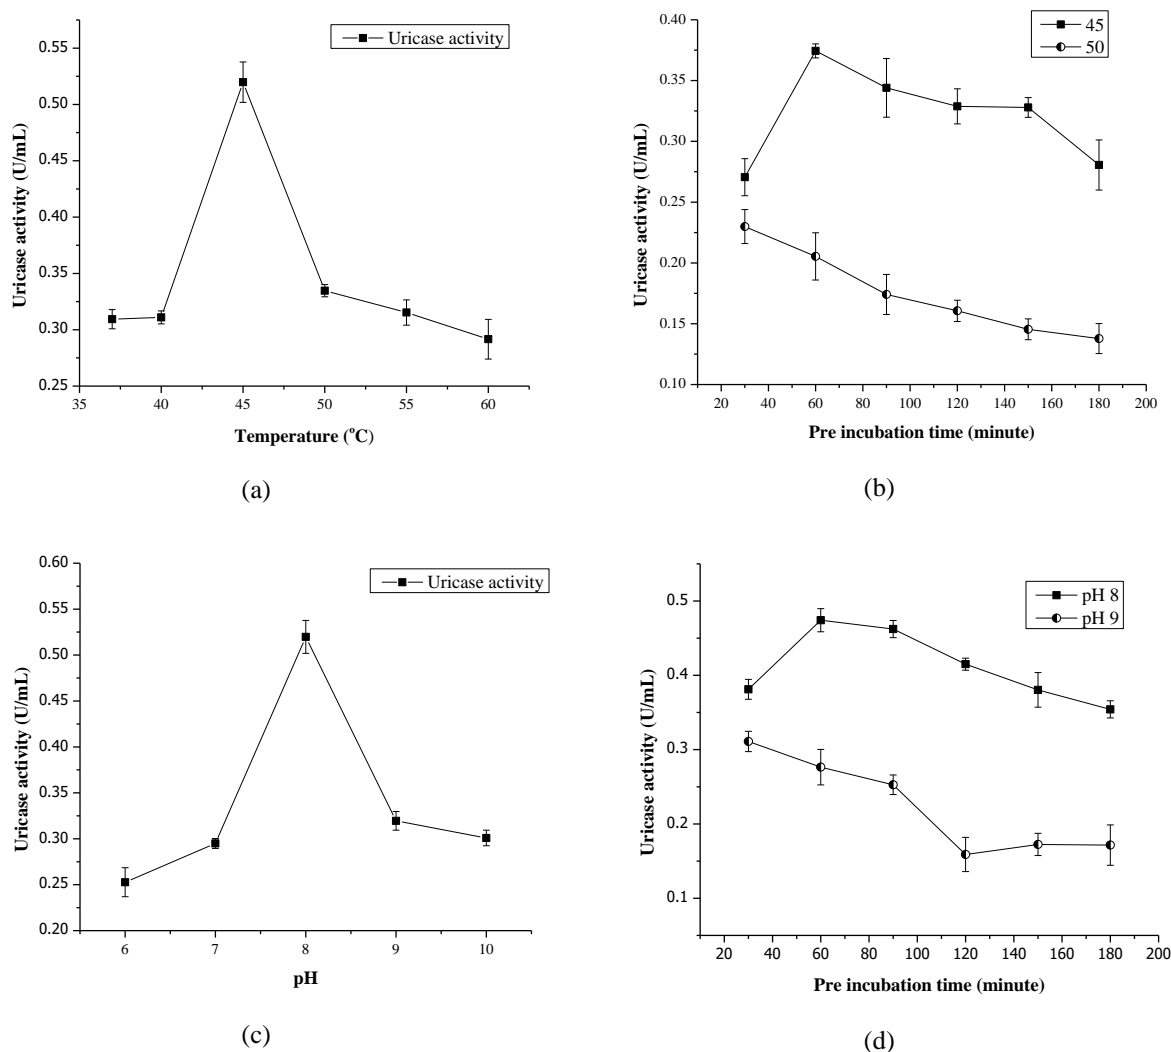 Uricase activity
0.55
0.50
0.45
0.40
0.35
0.30
0.25
Uricase activity (U/mL)
35 40 45 50 55 60
Temperature (°C)
(a)
45
50
0.40
0.35
0.30
0.25
0.20
0.15
0.10
Uricase activity (U/mL)
20 40 60 80 100 120 140 160 180 200
Pre incubation time (minute)
(b)
Uricase activity
0.60
0.55
0.50
0.45
0.40
0.35
0.30
0.25
0.20
Uricase activity (U/mL)
6 7 8 9 10
pH
(c)
pH 8
pH 9
0.5
0.4
0.3
0.2
0.1
Uricase activity (U/mL)
20 40 60 80 100 120 140 160 180 200
Pre incubation time (minute)
(d)